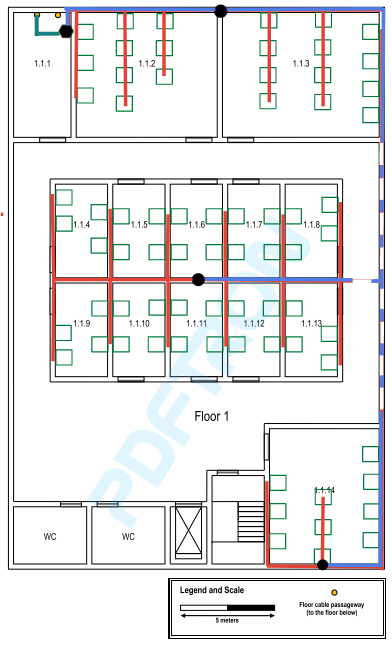 1.1.1
1.1.2
1.1.3
1.1.4
1.1.5
1.1.6
1.1.7
1.1.8
1.1.9
1.1.10
1.1.11
1.1.12
1.1.13
PDFTRON
Floor 1
1.1.14
WC
WC
Legend and Scale
5 meters
Floor cable passageway
(to the floor below)